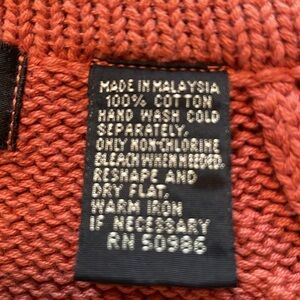 MADE IN MALAYSIA
100% COTTON
HAND WASH COLD
SEPARATELY,
ONLY NON-CHLORINE
BLEACH WHEN NEEDED.
RESHAPE AND
DRY FLAT.
WARM IRON
IF NECESSARY
RN 50986